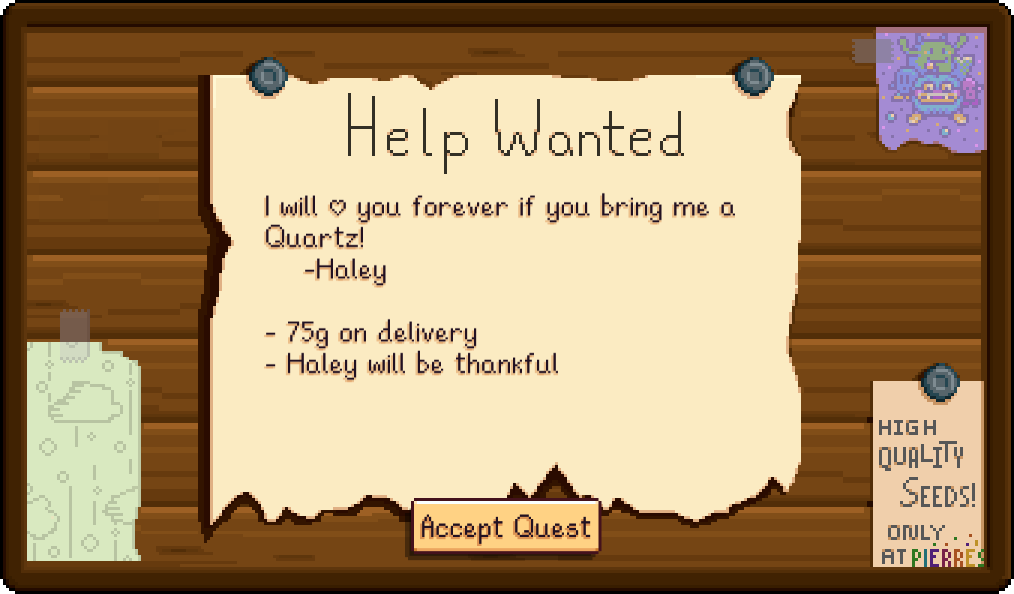 Help Wanted
I will ♡ you forever if you bring me a
Quartz!
-Haley
- 75g on delivery
- Haley will be thankful
Accept Quest
HIGH
QUALITY
SEEDS!
ONLY...
AT PIERRES